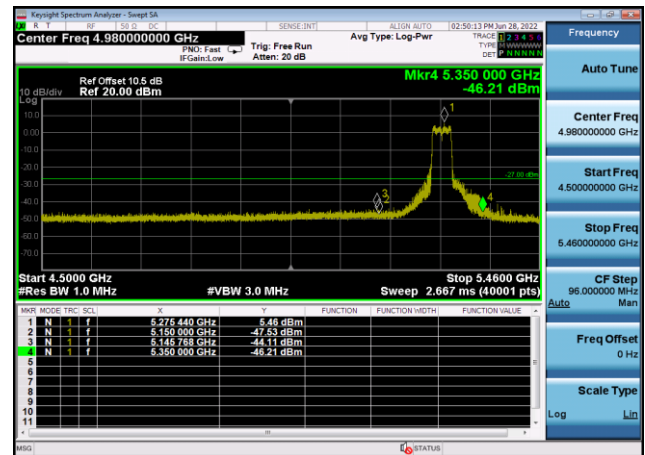 Keysight Spectrum Analyzer - Swept SA
R T RF 50 Ω DC SENSE:INT ALIGN AUTO 02:50:13 PM Jun 28, 2022
Center Freq 4.980000000 GHz
PNO: Fast
IFGain:Low
Trig: Free Run
Atten: 20 dB
Avg Type: Log-Pwr
TRACE 1 2 3 4 5 6
TYPE M W W W W W
DET P N N N N N
Ref Offset 10.5 dB
10 dB/div Ref 20.00 dBm
Log
Mkr4 5.350 000 GHz
-46.21 dBm
10.0
0.00
-10.0
-20.0
-30.0
-40.0
-50.0
-60.0
-70.0
1
-27.00 dBm
3
2
4
Start 4.5000 GHz Stop 5.4600 GHz
#Res BW 1.0 MHz #VBW 3.0 MHz Sweep 2.667 ms (40001 pts)
MKR MODE TRC SCL X Y FUNCTION FUNCTION WIDTH FUNCTION VALUE
1 N 1 f 5.275 440 GHz 5.46 dBm
2 N 1 f 5.150 000 GHz -47.53 dBm
3 N 1 f 5.145 768 GHz -44.11 dBm
4 N 1 f 5.350 000 GHz -46.21 dBm
5
6
7
8
9
10
11
MSG STATUS
Frequency
Auto Tune
Center Freq
4.980000000 GHz
Start Freq
4.500000000 GHz
Stop Freq
5.460000000 GHz
CF Step
96.000000 MHz
Auto Man
Freq Offset
0 Hz
Scale Type
Log Lin